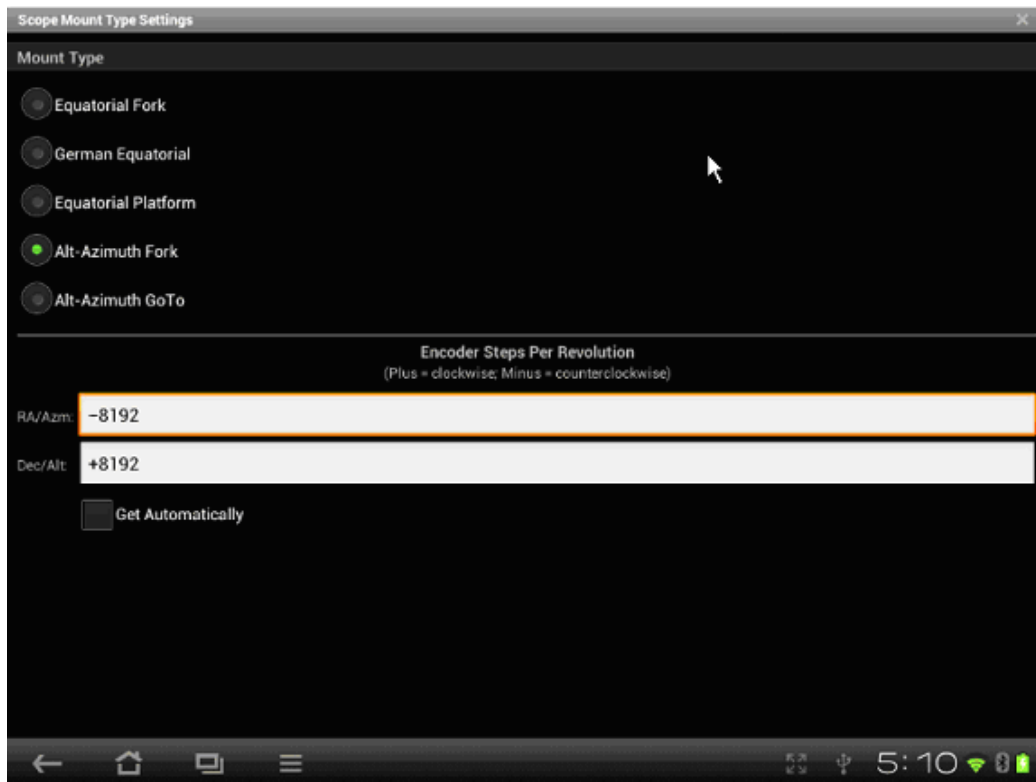 Scope Mount Type Settings
Mount Type
Equatorial Fork
German Equatorial
Equatorial Platform
Alt-Azimuth Fork
Alt-Azimuth GoTo
Encoder Steps Per Revolution
(Plus = clockwise; Minus = counterclockwise)
RA/Azm: −8192
Dec/Alt: +8192
Get Automatically
5:10